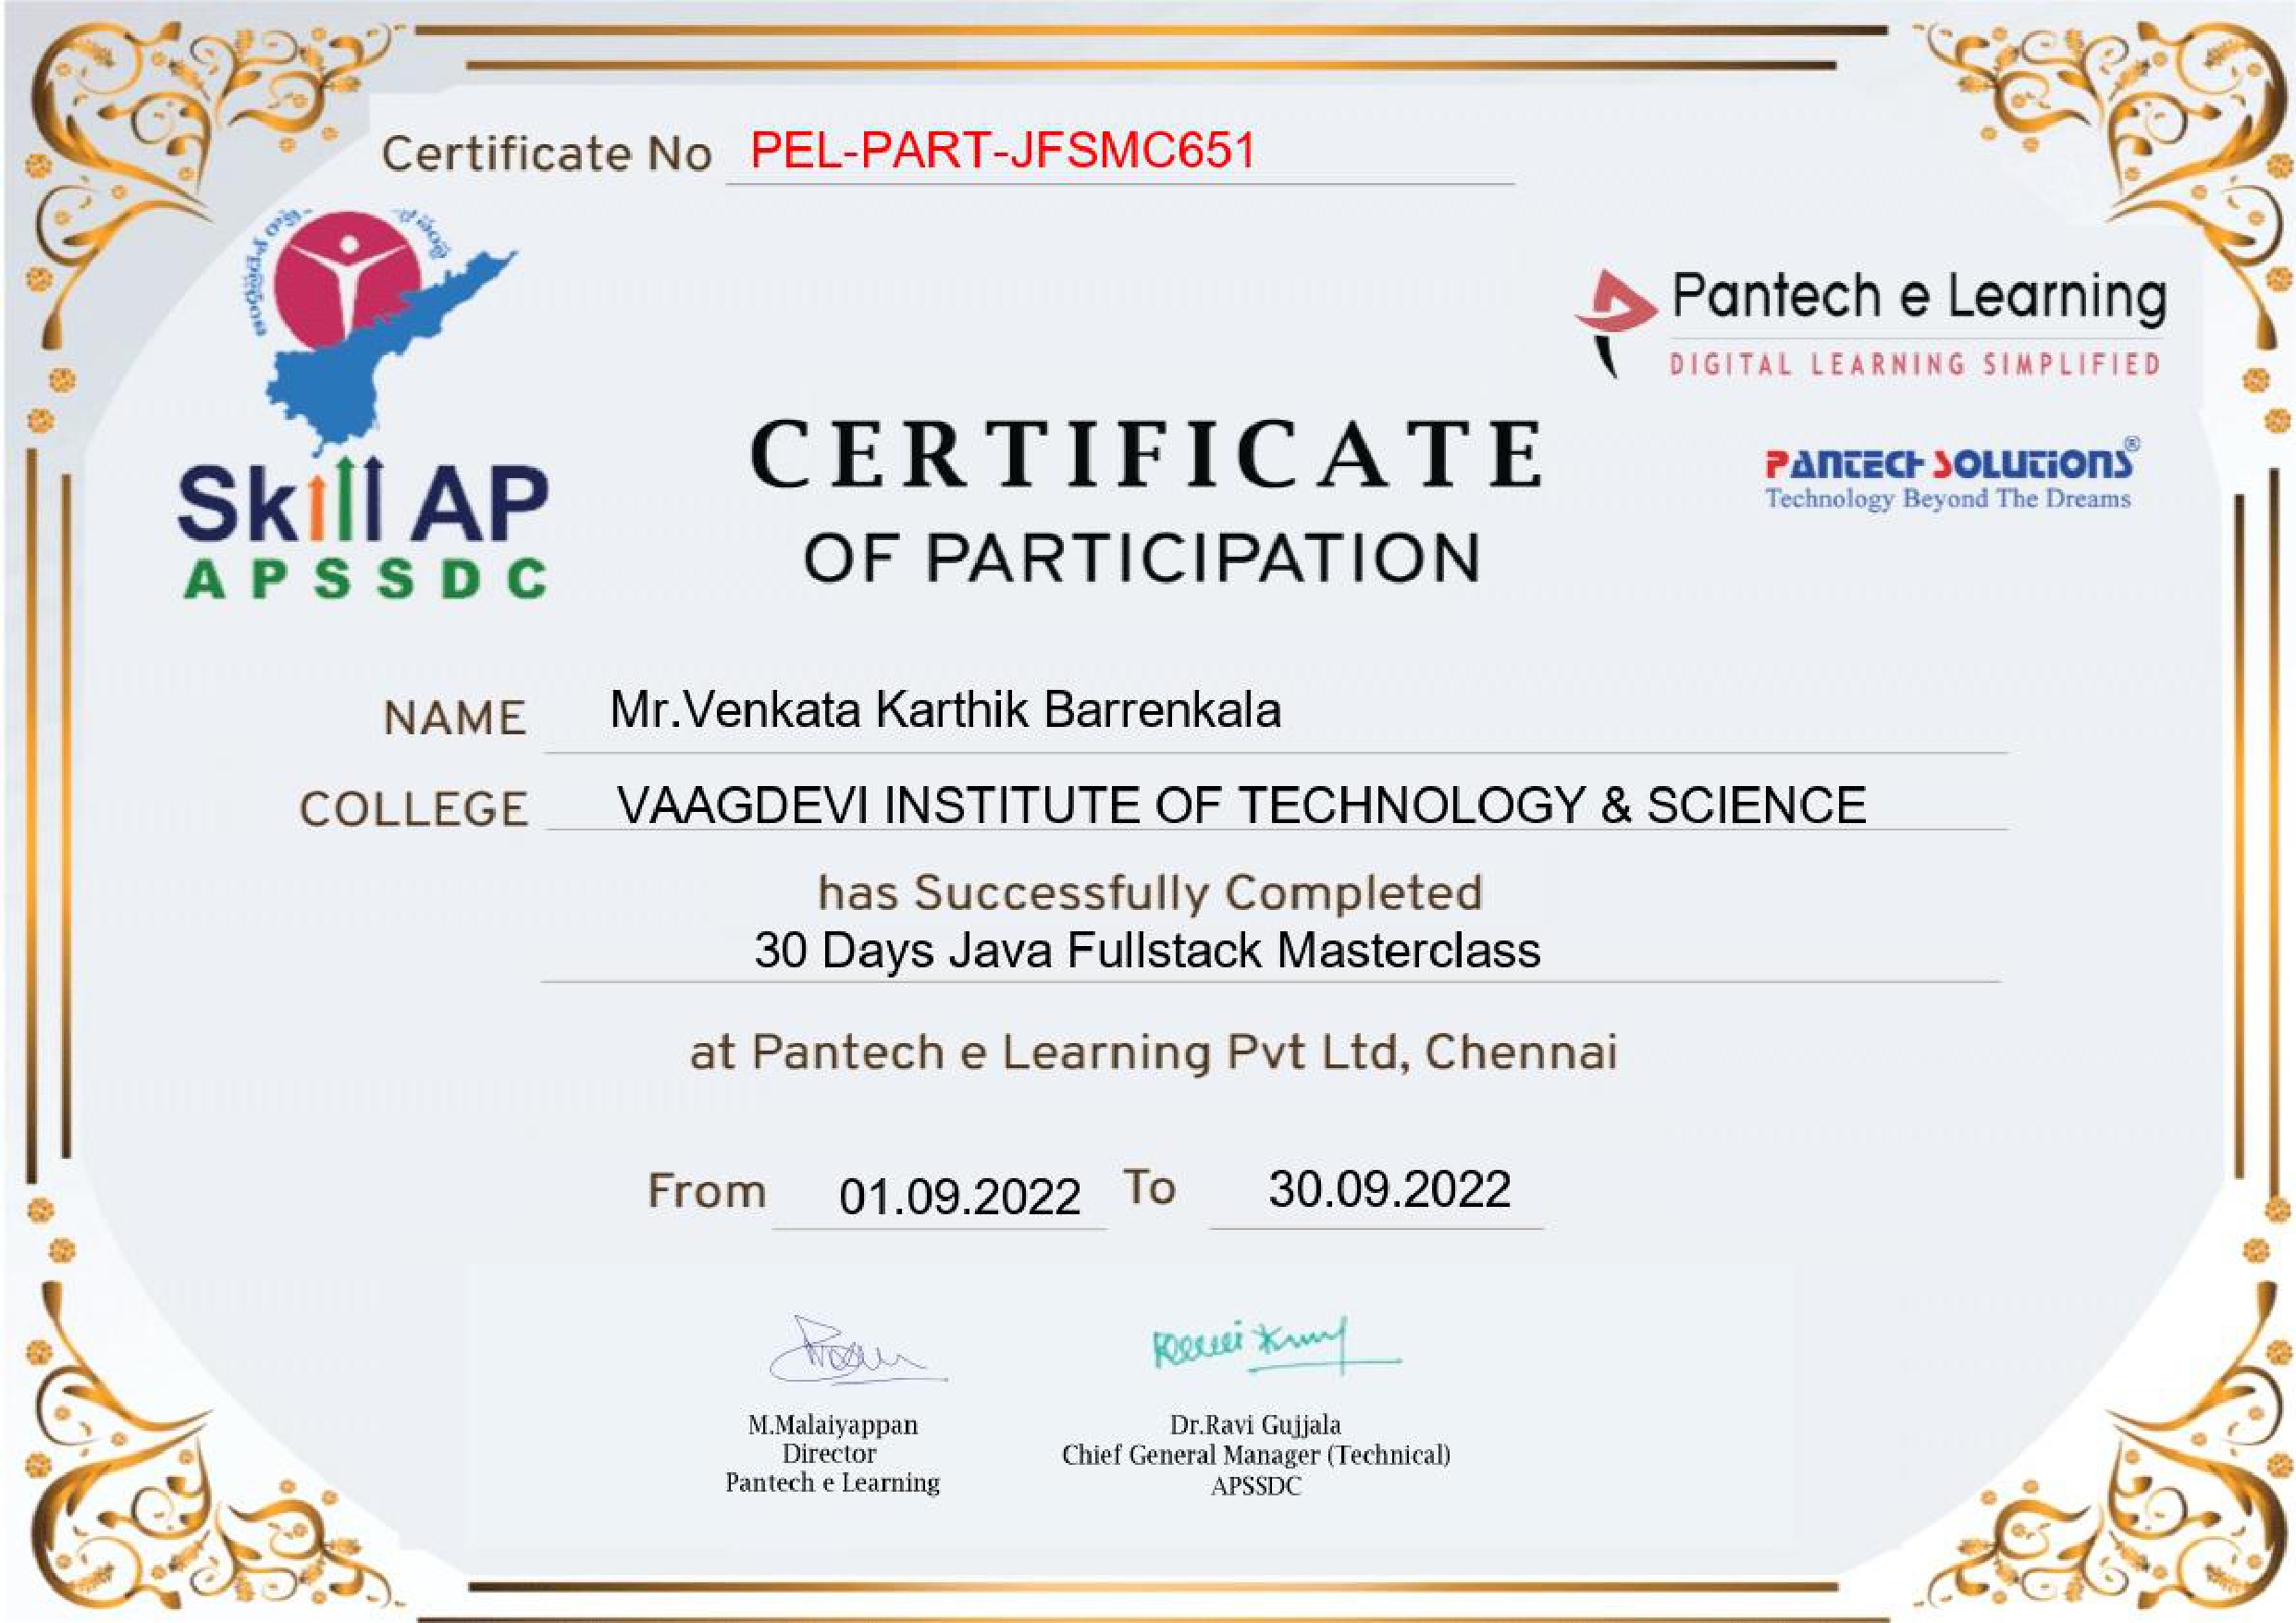 Certificate No PEL-PART-JFSMC651
Pantech e Learning
DIGITAL LEARNING SIMPLIFIED
Skill AP
APSSDC
CERTIFICATE
OF PARTICIPATION
PANTECH SOLUTIONS®
Technology Beyond The Dreams
NAME Mr.Venkata Karthik Barrenkala
COLLEGE VAAGDEVI INSTITUTE OF TECHNOLOGY & SCIENCE
has Successfully Completed
30 Days Java Fullstack Masterclass
at Pantech e Learning Pvt Ltd, Chennai
From 01.09.2022 To 30.09.2022
M.Malaiyappan
Director
Pantech e Learning
Dr.Ravi Gujjala
Chief General Manager (Technical)
APSSDC